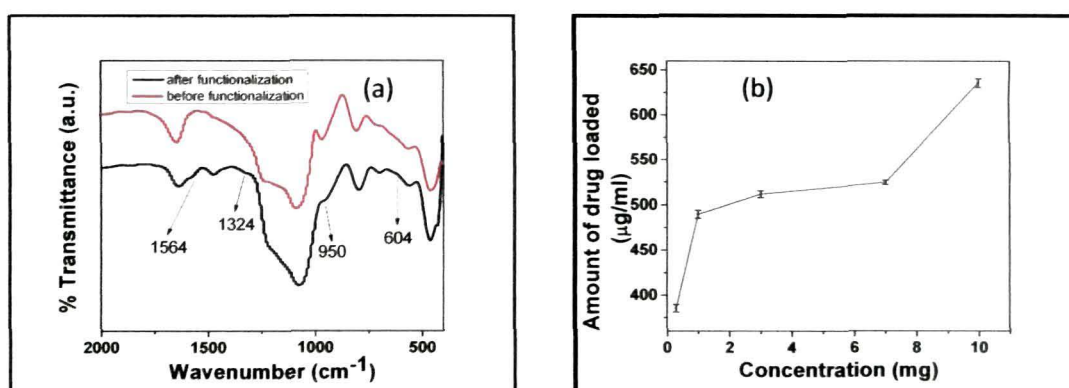 after functionalization
before functionalization
(a)
% Transmittance (a.u.)
1564
1324
950
604
2000
1500
1000
500
Wavenumber (cm⁻¹)
(b)
Amount of drug loaded
(µg/ml)
650
600
550
500
450
400
0
2
4
6
8
10
Concentration (mg)